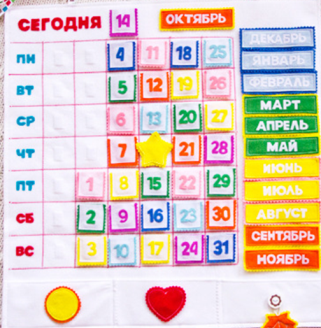 СЕГОДНЯ 14 ОКТЯБРЬ
ДЕКАБРЬ
ПН 4 11 18 25
ЯНВАРЬ
ВТ 5 12 19 26
ФЕВРАЛЬ
СР 6 13 20 27
МАРТ
АПРЕЛЬ
ЧТ 7 21 28
МАЙ
ИЮНЬ
ПТ 1 8 15 22 29
ИЮЛЬ
СБ 2 9 16 23 30
АВГУСТ
СЕНТЯБРЬ
ВС 3 10 17 24 31
НОЯБРЬ